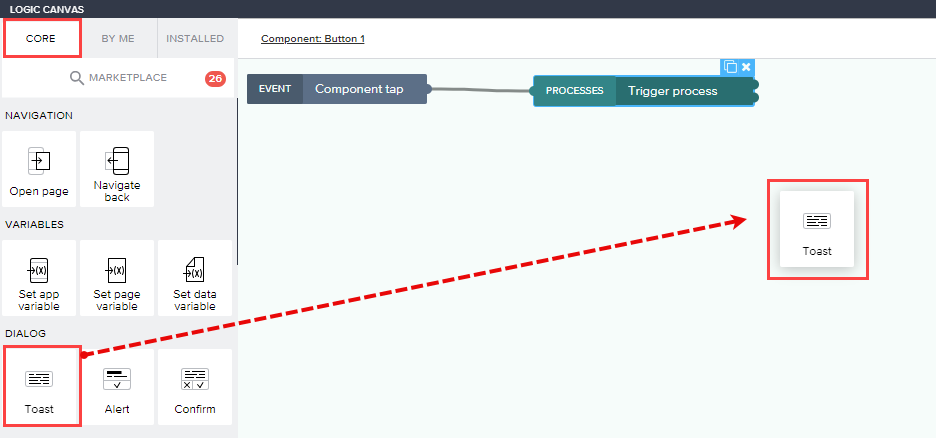 LOGIC CANVAS
CORE
BY ME
INSTALLED
MARKETPLACE
26
NAVIGATION
Open page
Navigate
back
VARIABLES
Set app
variable
Set page
variable
Set data
variable
DIALOG
Toast
Alert
Confirm
Component: Button 1
EVENT
Component tap
PROCESSES
Trigger process
Toast